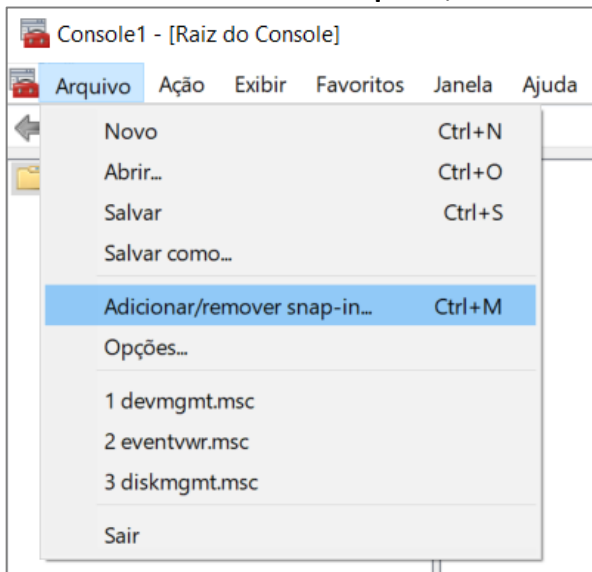 Console1 - [Raiz do Console]
Arquivo Ação Exibir Favoritos Janela Ajuda
Novo Ctrl+N
Abrir... Ctrl+O
Salvar Ctrl+S
Salvar como...
Adicionar/remover snap-in... Ctrl+M
Opções...
1 devmgmt.msc
2 eventvwr.msc
3 diskmgmt.msc
Sair